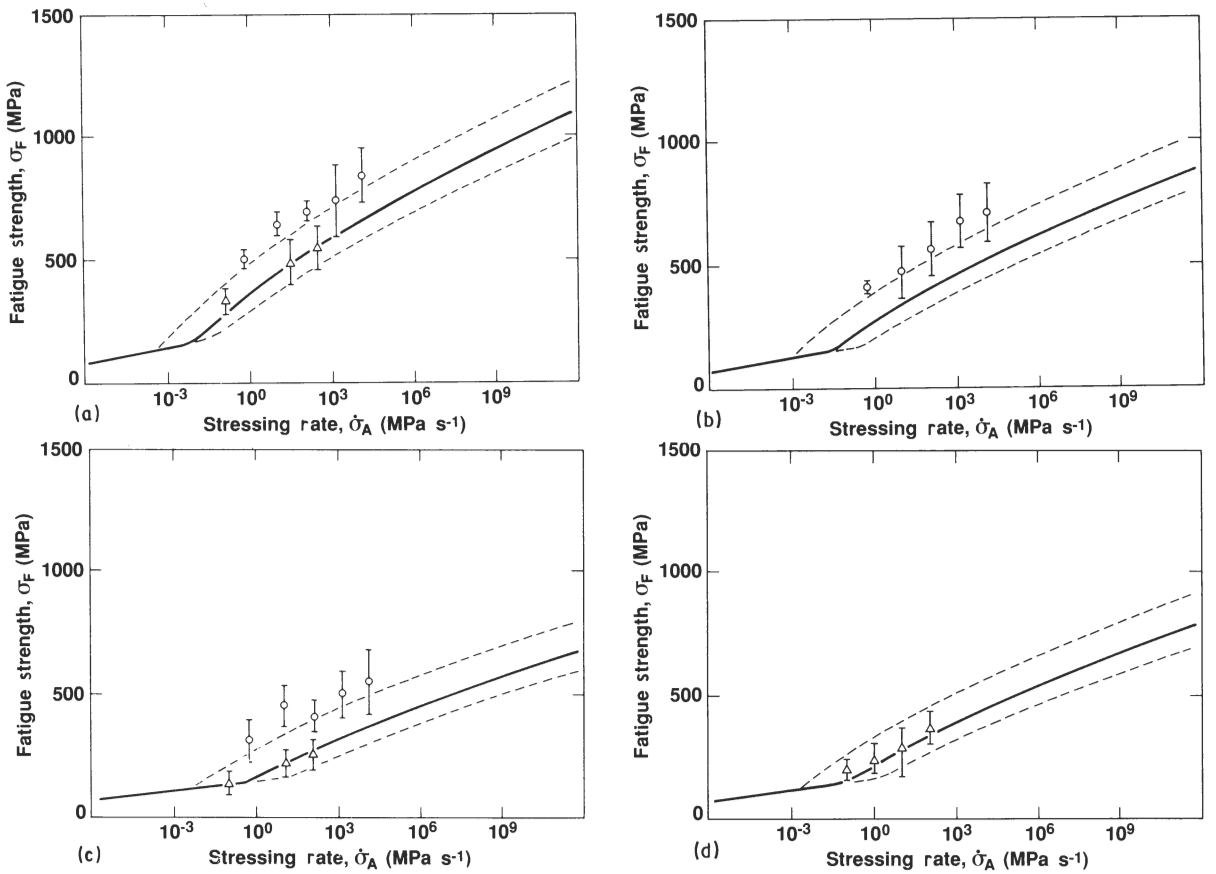 1500
1000
500
0
Fatigue strength, σF (MPa)
10-3 100 103 106 109
(a)
Stressing rate, σ̇A (MPa s-1)
1500
1000
500
0
Fatigue strength, σF (MPa)
10-3 100 103 106 109
(b)
Stressing rate, σ̇A (MPa s-1)
1500
1000
500
0
Fatigue strength, σF (MPa)
10-3 100 103 106 109
(c)
Stressing rate, σ̇A (MPa s-1)
1500
1000
500
0
Fatigue strength, σF (MPa)
10-3 100 103 106 109
(d)
Stressing rate, σ̇A (MPa s-1)